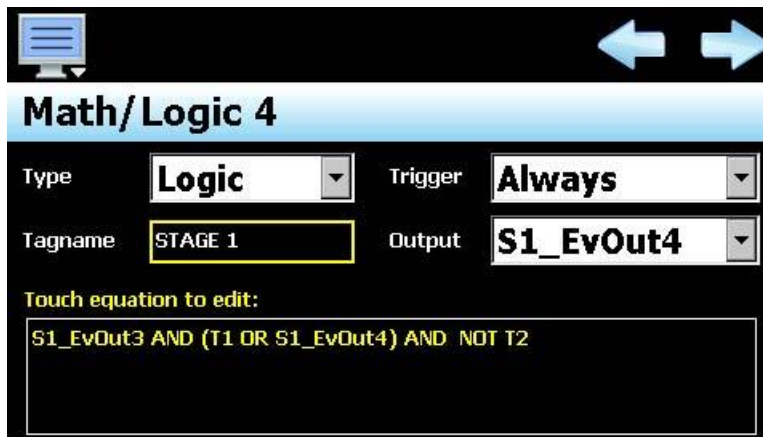 Math/Logic 4
Type Logic Trigger Always
Tagname STAGE 1 Output S1_EvOut4
Touch equation to edit:
S1_EvOut3 AND (T1 OR S1_EvOut4) AND  NOT T2